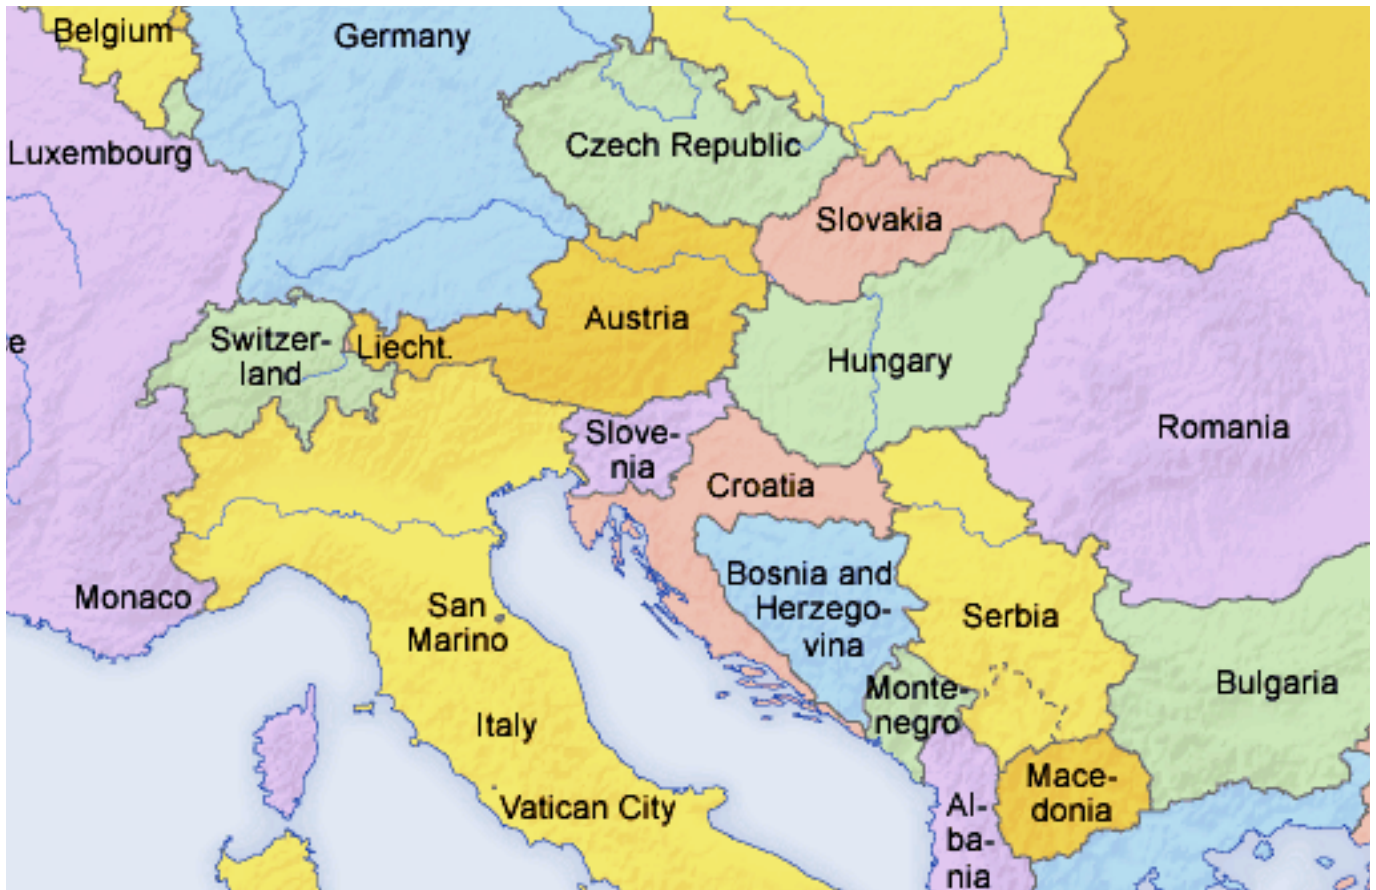 Belgium
Germany
Luxembourg
Czech Republic
Slovakia
e
Switzer-
land
Liecht.
Austria
Hungary
Romania
Slove-
nia
Croatia
Monaco
San
Marino
Bosnia and
Herzego-
vina
Serbia
Italy
Monte-
negro
Bulgaria
Vatican City
Mace-
donia
Al-
ba-
nia